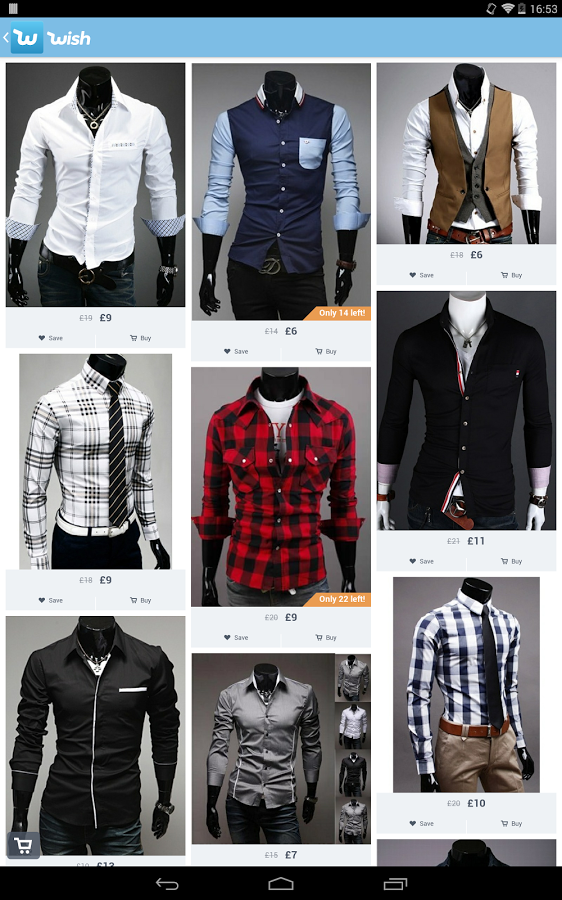 16:53
wish
£19 £9
Save Buy
Only 14 left!
£14 £6
Save Buy
£18 £6
Save Buy
£18 £9
Save Buy
Only 22 left!
£20 £9
Save Buy
£21 £11
Save Buy
£13
£15 £7
£20 £10
Save Buy